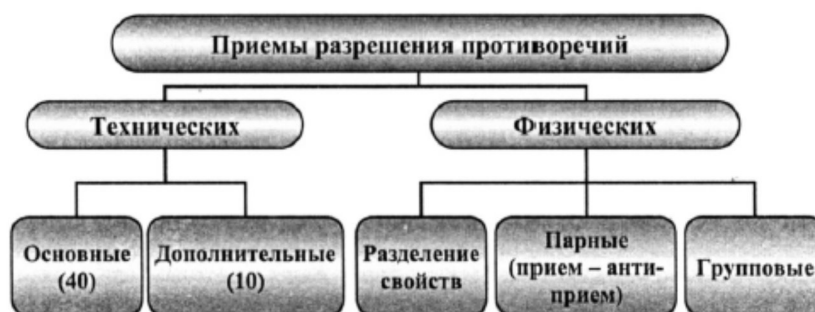 Приемы разрешения противоречий
Технических
Физических
Основные
(40)
Дополнительные
(10)
Разделение
свойств
Парные
(прием – анти-
прием)
Групповые